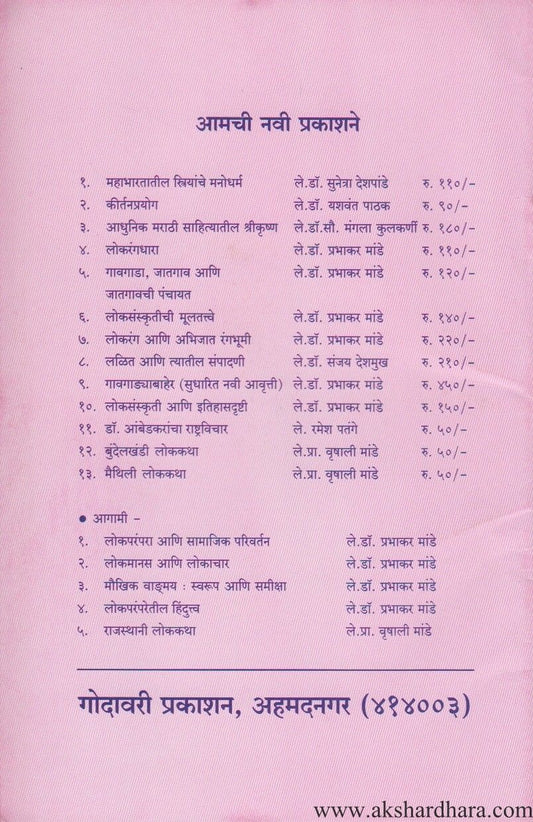 आमची नवी प्रकाशने
१. महाभारतातील स्त्रियांचे मनोधर्म ले.डॉ. सुनेत्रा देशपांडे रु. ११०/-
२. कीर्तनप्रयोग ले.डॉ. यशवंत पाठक रु. ९०/-
३. आधुनिक मराठी साहित्यातील श्रीकृष्ण ले.डॉ.सौ. मंगला कुलकर्णी रु. १८०/-
४. लोकरंगधारा ले.डॉ. प्रभाकर मांडे रु. ११०/-
५. गावगाडा, जातगाव आणि ले.डॉ. प्रभाकर मांडे रु. १२०/-
जातगावची पंचायत
६. लोकसंस्कृतीची मूलतत्त्वे ले.डॉ. प्रभाकर मांडे रु. १४०/-
७. लोकरंग आणि अभिजात रंगभूमी ले.डॉ. प्रभाकर मांडे रु. २२०/-
८. ललित आणि त्यातील संपादणी ले.डॉ. संजय देशमुख रु. २१०/-
९. गावगाड्याबाहेर (सुधारित नवी आवृत्ती) ले.डॉ. प्रभाकर मांडे रु. ४५०/-
१०. लोकसंस्कृती आणि इतिहासदृष्टी ले.डॉ. प्रभाकर मांडे रु. १५०/-
११. डॉ. आंबेडकरांचा राष्ट्रविचार ले. रमेश पतंगे रु. ५०/-
१२. बुंदेलखंडी लोककथा ले.प्रा. वृषाली मांडे रु. ५०/-
१३. मैथिली लोककथा ले.प्रा. वृषाली मांडे रु. ५०/-
● आगामी -
१. लोकपरंपरा आणि सामाजिक परिवर्तन ले.डॉ. प्रभाकर मांडे
२. लोकमानस आणि लोकाचार ले.डॉ. प्रभाकर मांडे
३. मौखिक वाङ्मय : स्वरूप आणि समीक्षा ले.डॉ. प्रभाकर मांडे
४. लोकपरंपरेतील हिंदुत्त्व ले.डॉ. प्रभाकर मांडे
५. राजस्थानी लोककथा ले.प्रा. वृषाली मांडे
गोदावरी प्रकाशन, अहमदनगर (४१४००३)
www.akshardhara.com